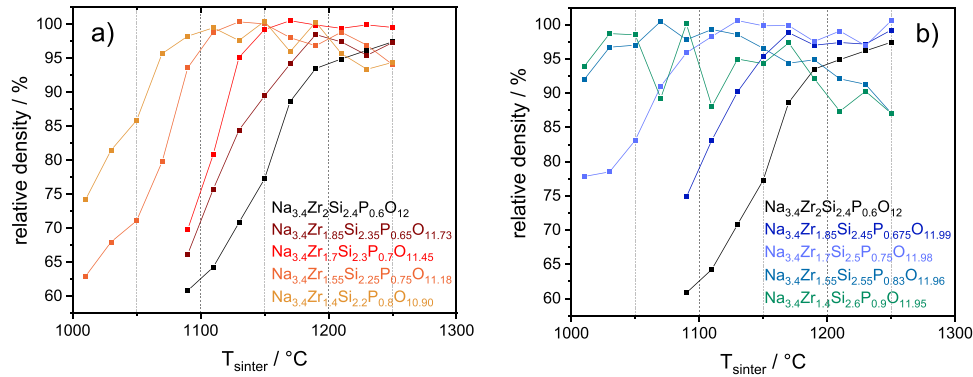 a)
relative density / %
100
95
90
85
80
75
70
65
60
Na3.4Zr2Si2.4P0.6O12
Na3.4Zr1.85Si2.35P0.65O11.73
Na3.4Zr1.7Si2.3P0.7O11.45
Na3.4Zr1.55Si2.25P0.75O11.18
Na3.4Zr1.4Si2.2P0.8O10.90
1000 1100 1200 1300
Tsinter / °C
b)
relative density / %
100
95
90
85
80
75
70
65
60
Na3.4Zr2Si2.4P0.6O12
Na3.4Zr1.85Si2.45P0.675O11.99
Na3.4Zr1.7Si2.5P0.75O11.98
Na3.4Zr1.55Si2.55P0.83O11.96
Na3.4Zr1.4Si2.6P0.9O11.95
1000 1100 1200 1300
Tsinter / °C